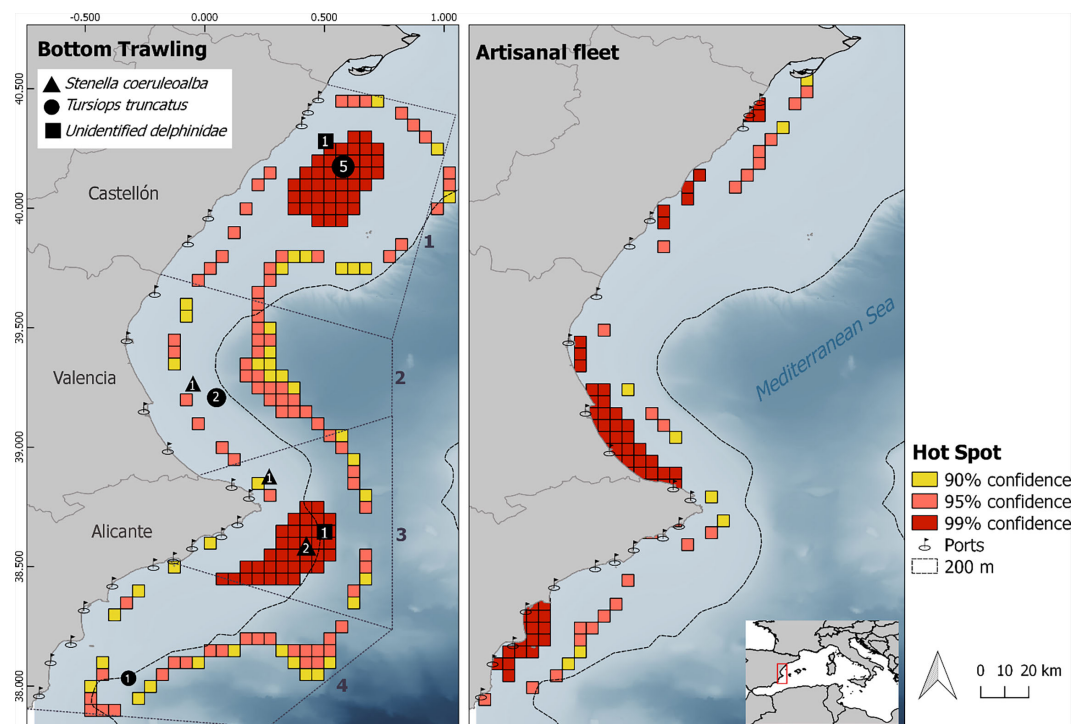 -0.500 0.000 0.500 1.000
Bottom Trawling
Stenella coeruleoalba
Tursiops truncatus
Unidentified delphinidae
40.500
40.000
39.500
39.000
38.500
38.000
Castellón
Valencia
Alicante
1
5
1
2
1
2
1
3
1
2
4
1
Artisanal fleet
Mediterranean Sea
Hot Spot
90% confidence
95% confidence
99% confidence
Ports
200 m
0 10 20 km